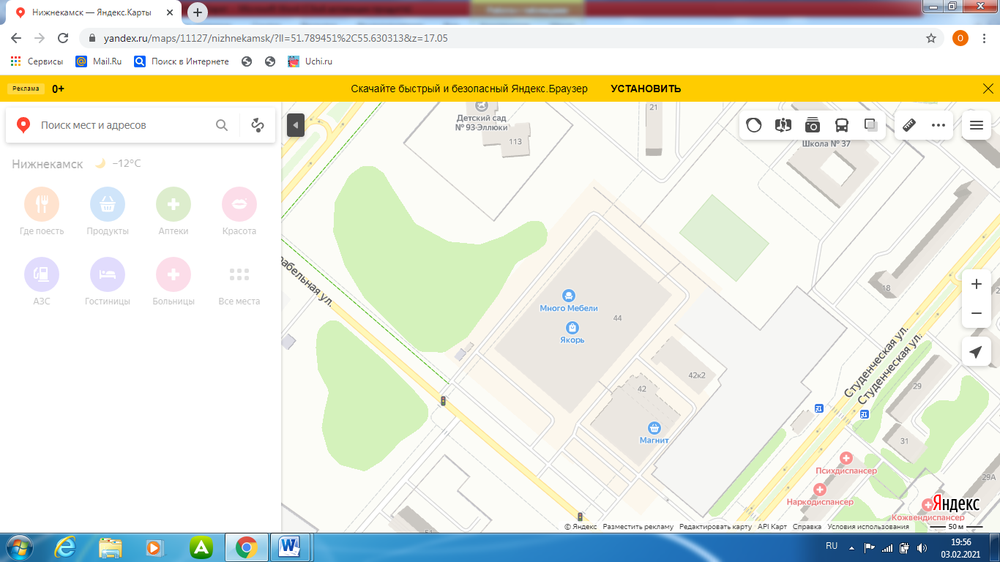 Нижнекамск — Яндекс.Карты
yandex.ru/maps/11127/nizhnekamsk/?ll=51.789451%2C55.630313&z=17.05
О
Сервисы
Mail.Ru
Поиск в Интернете
Uchi.ru
Реклама
0+
Скачайте быстрый и безопасный Яндекс.Браузер
УСТАНОВИТЬ
Поиск мест и адресов
Нижнекамск
−12°C
Где поесть
Продукты
Аптеки
Красота
АЗС
Гостиницы
Больницы
Все места
Детский сад
№ 93 Эллюки
113
21
Школа № 37
18
Много Мебели
44
Якорь
42к2
42
Магнит
Студенческая ул.
Студенческая ул.
29
31
29А
Психдиспансер
Наркодиспансер
Кожвендиспансер
51
Яндекс
© Яндекс
Разместить рекламу
Редактировать карту
API Карт
Справка
Условия использования
50 м
RU
19:56
03.02.2021